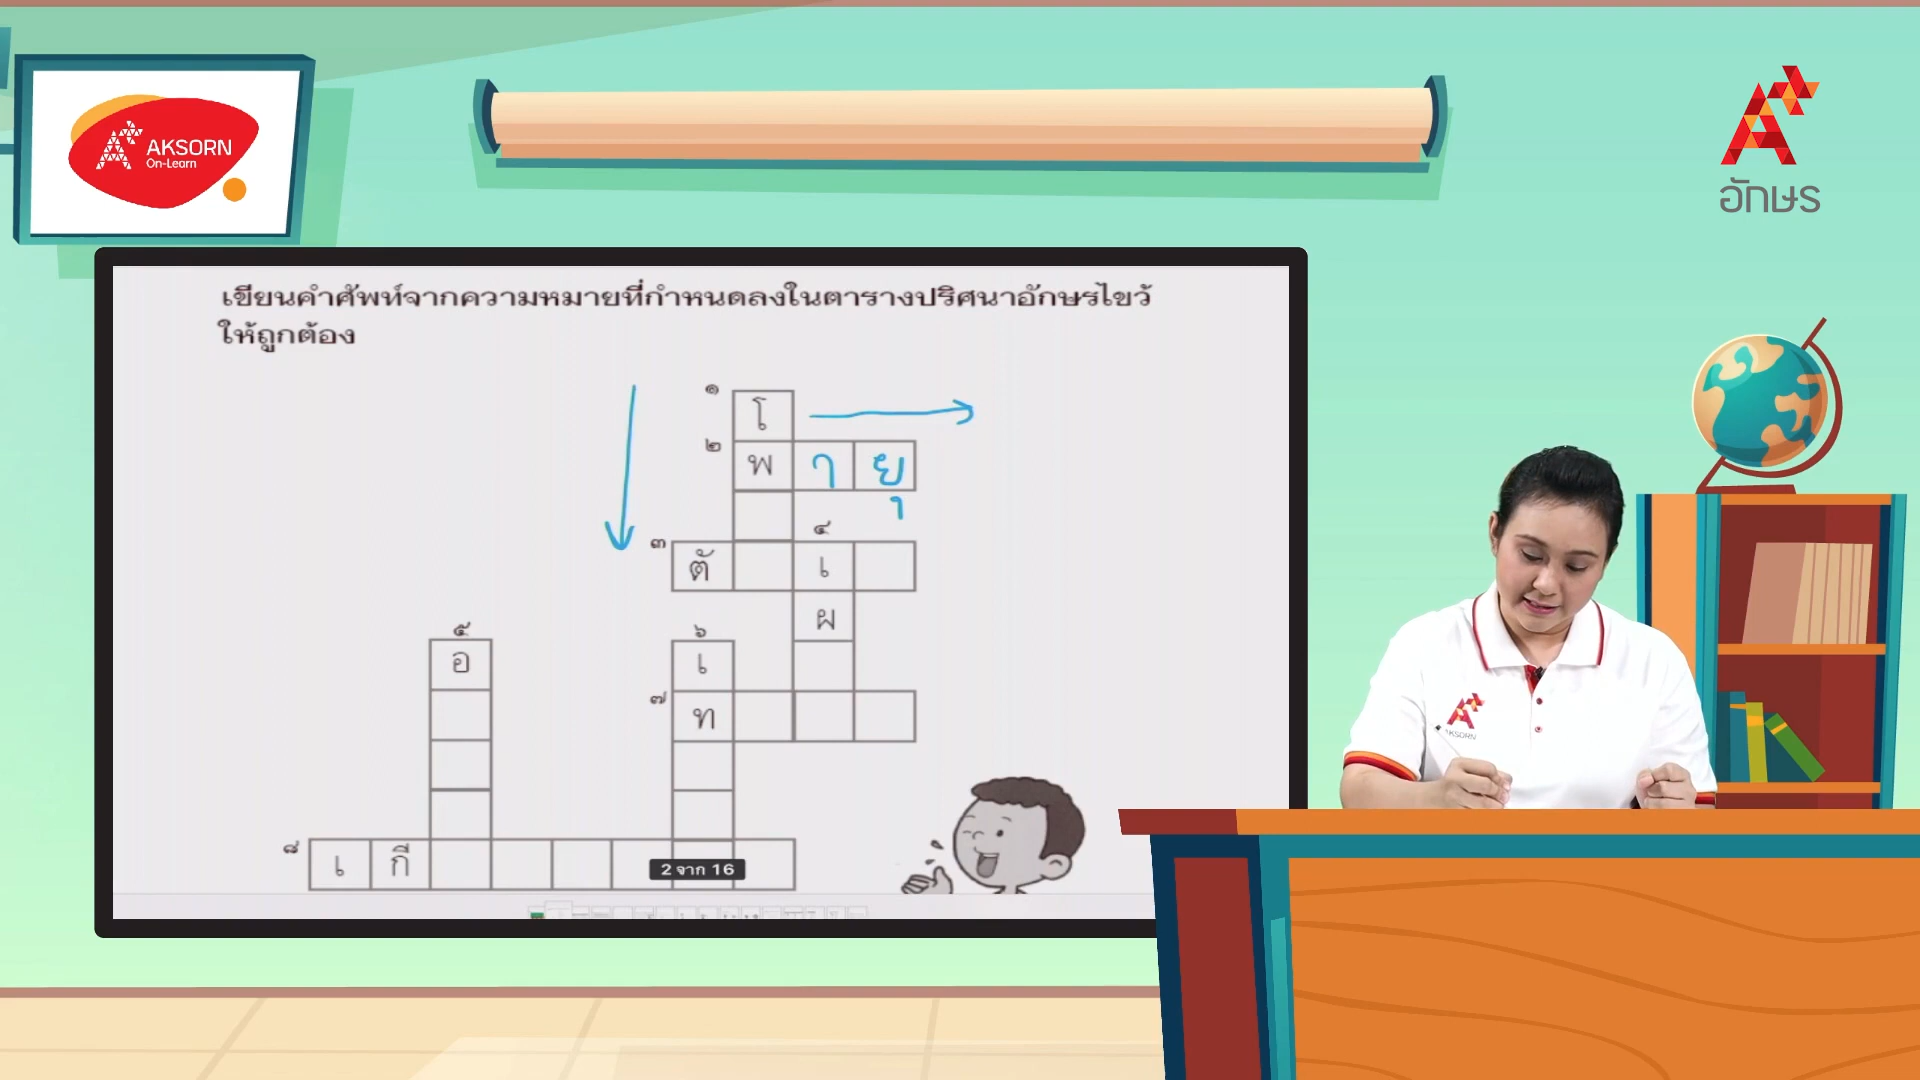 AKSORN
On-Learn
อักษร
เขียนคำศัพท์จากความหมายที่กำหนดลงในตารางปริศนาอักษรไขว้
ให้ถูกต้อง
๑
โ
๒
พ า ยุ
๓ ๔
ตั เ
ผ
๕ ๖
อ เ
๗
ท
๘
เ กี
2 จาก 16
AKSORN